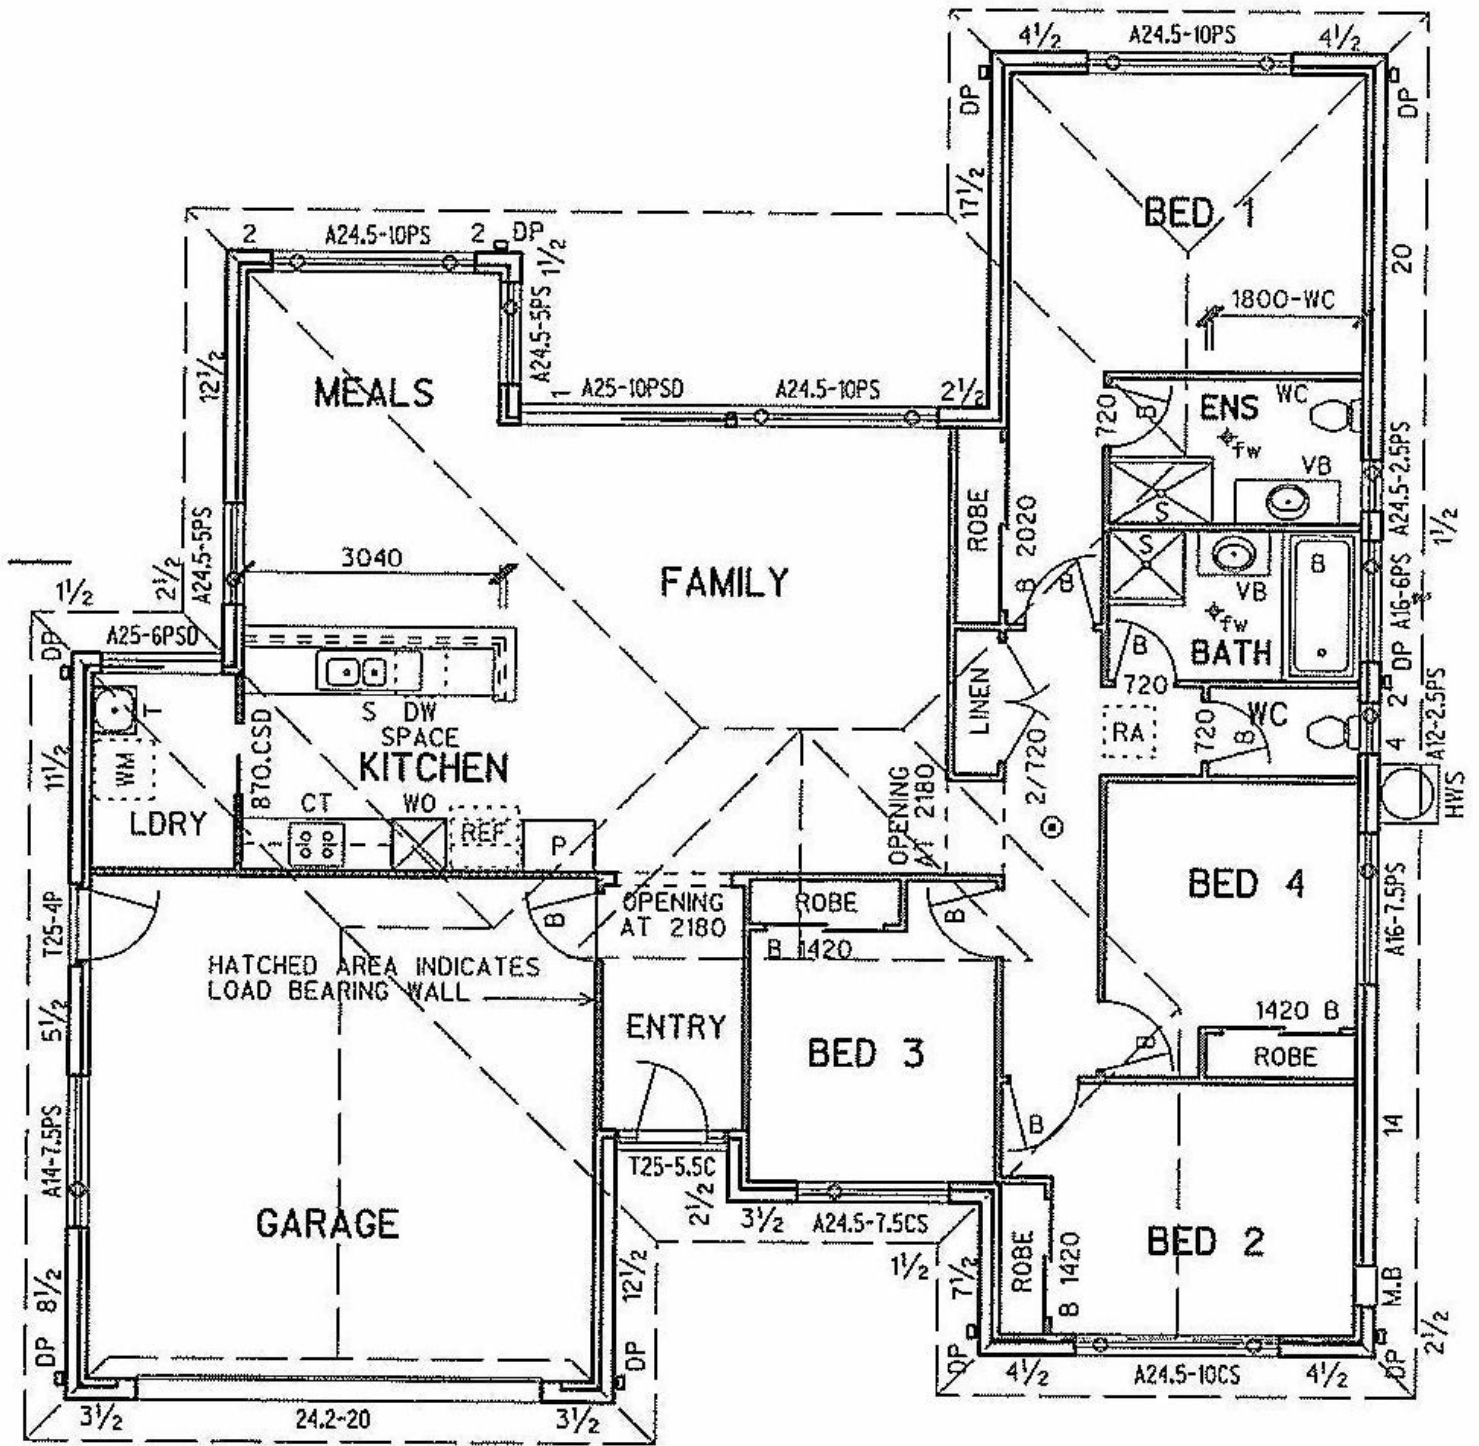 4½ A24.5-10PS 4½
DP
DP
17½
BED 1
20
1800-WC
2 A24.5-10PS 2 DP
1½
A24.5-5PS
12½
MEALS
1
A25-10PSD A24.5-10PS 2½
720
B
ENS
WC
fw
VB
S
A24.5-2.5PS
1½
ROBE
2020
B
B
S
VB
B
fw
BATH
B
720
A16-6PS
DP
2½
A24.5-5PS
3040
FAMILY
1½
A25-6PSD
DP
T
WM
LDRY
11½
870.CSD
S DW
SPACE
KITCHEN
CT WO
REF
P
LINEN
2/720
RA
720
WC
B
2
4
A12-2.5PS
HWS
OPENING
AT 2180
BED 4
A16-7.5PS
1420 B
ROBE
B
T25-4P
B
OPENING
AT 2180
ROBE
B 1420
B
HATCHED AREA INDICATES
LOAD BEARING WALL
5½
ENTRY
BED 3
A14-7.5PS
T25-5.5C
2½
3½ A24.5-7.5CS
1½
B
14
GARAGE
8½
DP
12½
DP
7½
ROBE
B 1420
BED 2
M.B
2½
DP
DP
4½ A24.5-10CS 4½
3½ 24.2-20 3½